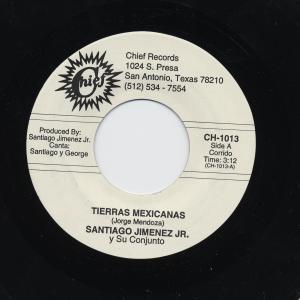 Chief
Chief Records
1024 S. Presa
San Antonio, Texas 78210
(512) 534 - 7554
Produced By:
Santiago Jimenez Jr.
Canta:
Santiago y George
CH-1013
Side A
Corrido
Time: 3:12
(CH-1013-A)
TIERRAS MEXICANAS
(Jorge Mendoza)
SANTIAGO JIMENEZ JR.
y Su Conjunto